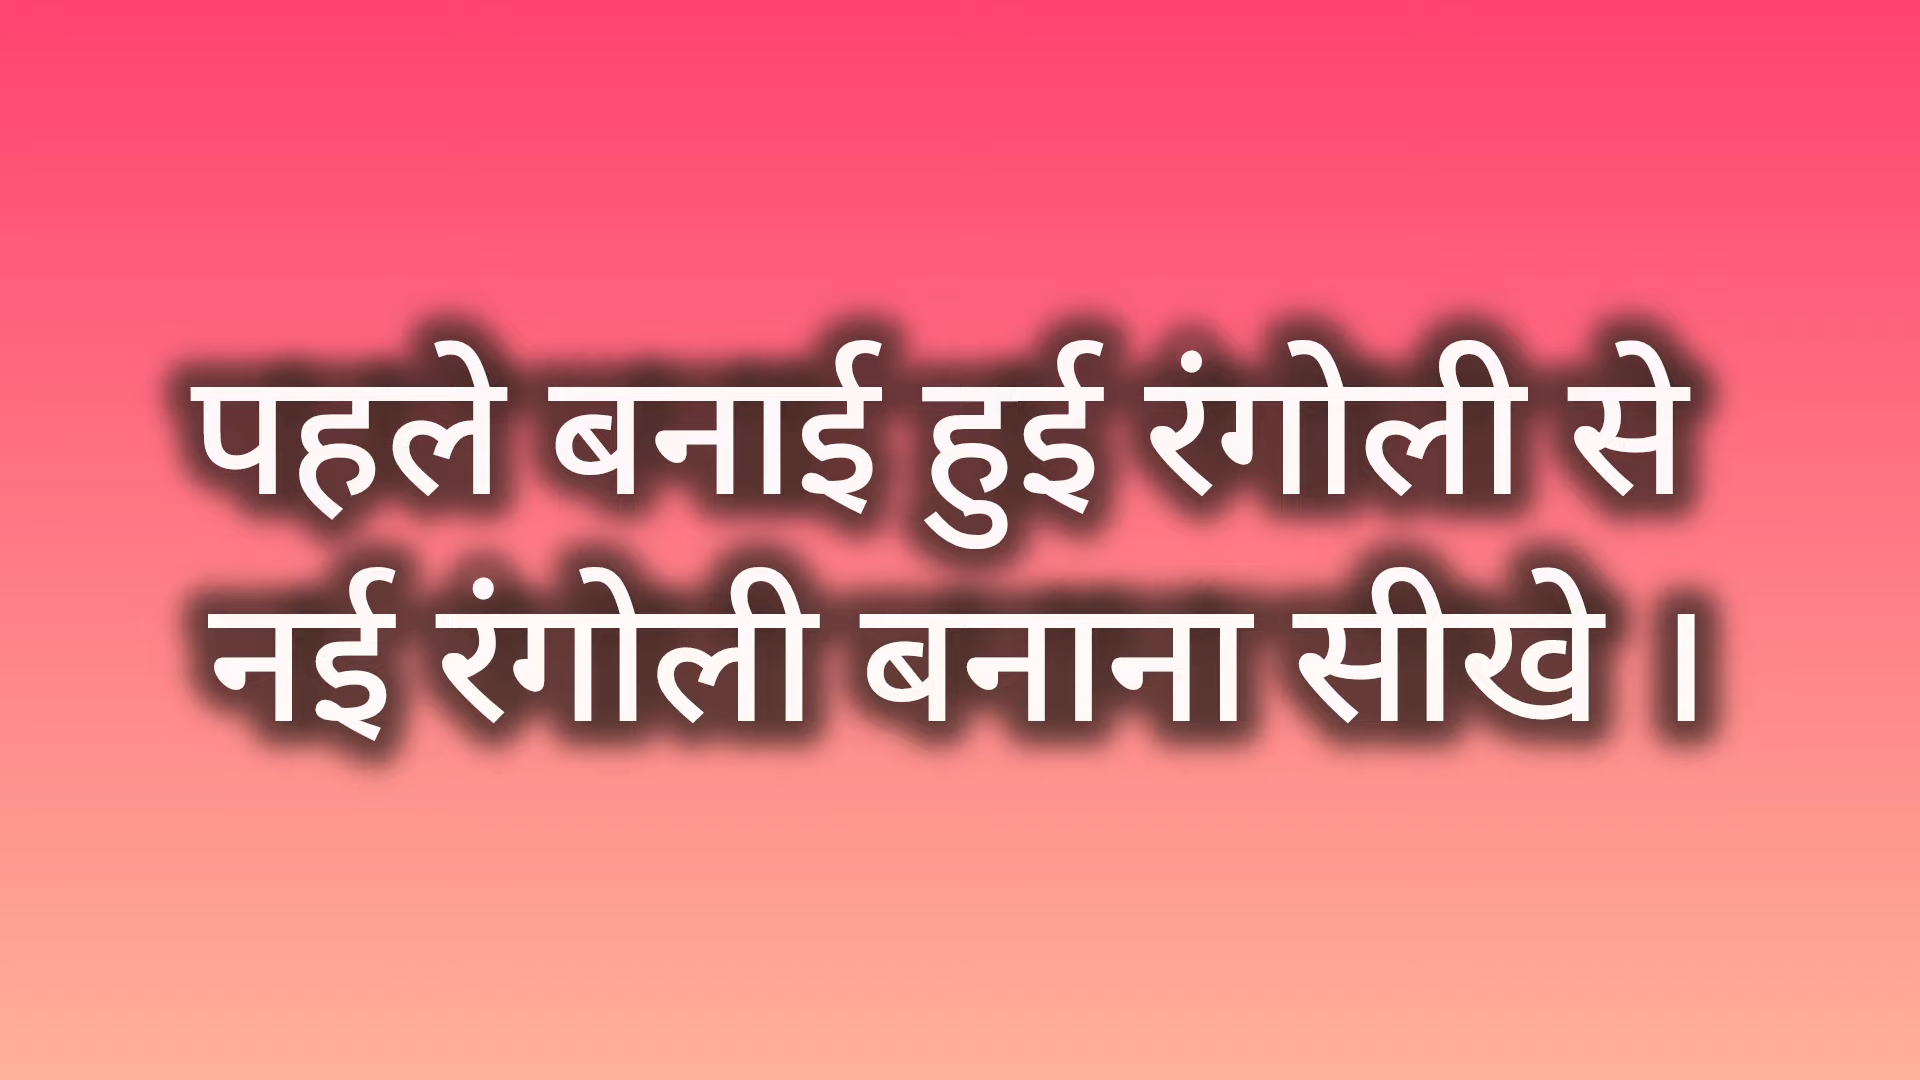 पहले बनाई हुई रंगोली से
नई रंगोली बनाना सीखे ।